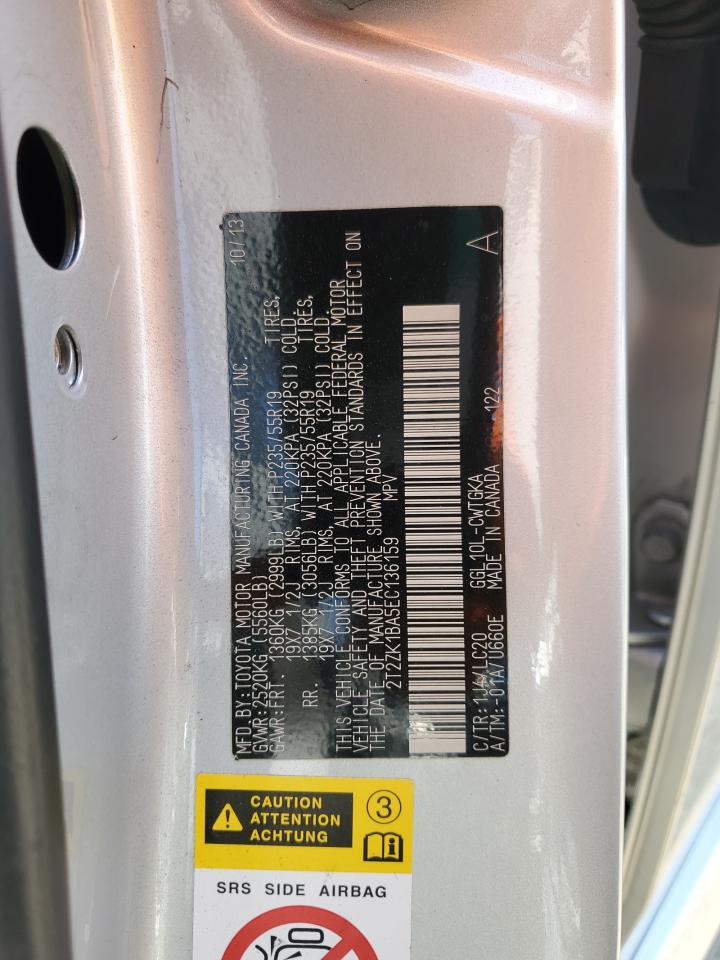 MFD BY:TOYOTA MOTOR MANUFACTURING CANADA INC. 10/13
GVWR:2520KG(5560LB)
GAWR:FRT. 1360KG(2999LB) WITH P235/55R19 TIRES,
19X7 1/2J RIMS, AT 220KPA(32PSI) COLD.
RR. 1385KG(3056LB) WITH P235/55R19 TIRES,
19X7 1/2J RIMS, AT 220KPA(32PSI) COLD.
THIS VEHICLE CONFORMS TO ALL APPLICABLE FEDERAL MOTOR
VEHICLE SAFETY AND THEFT PREVENTION STANDARDS IN EFFECT ON
THE DATE OF MANUFACTURE SHOWN ABOVE.
2T2ZK1BA5EC136159 MPV
A
C/TR:1J4/LC20 GGL10L-CWTGKA
A/TM:-01A/U660E MADE IN CANADA 122
CAUTION
ATTENTION
ACHTUNG
3
i
SRS SIDE AIRBAG